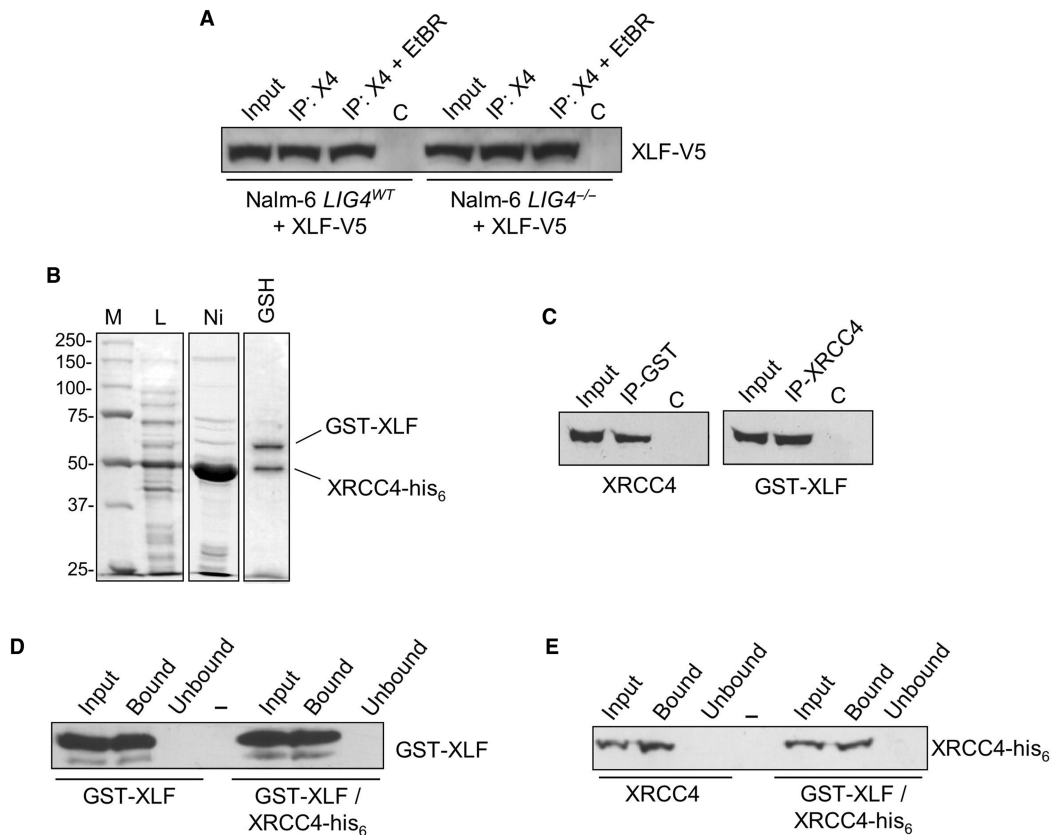 A
Input
IP: X4
IP: X4 + EtBR
C
Input
IP: X4
IP: X4 + EtBR
C
XLF-V5
Nalm-6 LIG4WT
+ XLF-V5
Nalm-6 LIG4–/–
+ XLF-V5
B
M
L
Ni
GSH
250-
150-
100-
75-
50-
37-
25-
GST-XLF
XRCC4-his6
C
Input
IP-GST
C
Input
IP-XRCC4
C
XRCC4
GST-XLF
D
Input
Bound
Unbound
–
Input
Bound
Unbound
GST-XLF
GST-XLF
GST-XLF /
XRCC4-his6
E
Input
Bound
Unbound
–
Input
Bound
Unbound
XRCC4-his6
XRCC4
GST-XLF /
XRCC4-his6